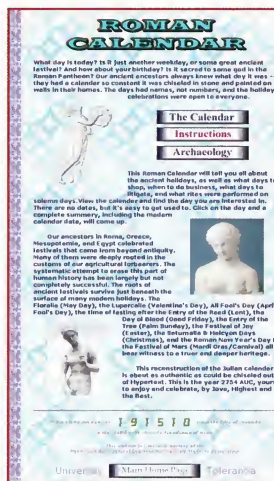 ROMAN
CALENDAR
What day is today? Is it just another weekday, or some great ancient
festival? And how about your birthday? Is it sacred to some god in the
Roman Pantheon? Our ancient ancestors always knew what day it was -
they had a calendar so constant it was chiseled in stone and painted on
walls in their homes. The days had names, not numbers, and the holiday
celebrations were open to everyone.
The Calendar
Instructions
Archaeology
This Roman Calendar will tell you all about
the ancient holidays, as well as what days to
shop, when to do business, what days to
litigate, and what rites were performed on
solemn days. View the calendar and find the day you are interested in.
There are no dates, but it's easy to get used to. Click on the day and a
complete summary, including the modern
calendar date, will come up.
Our ancestors in Rome, Greece,
Mesopotamia, and Egypt celebrated
festivals that came from beyond antiquity.
Many of them were deeply rooted in the
customs of our agricultural forbearers. The
systematic attempt to erase this part of
human history has been largely but not
completely successful. The roots of
ancient festivals survive just beneath the
surface of many modern holidays. The
Floralia (May Day), the Lupercalia (Valentine's Day), All Fool's Day (April
Fool's Day), the time of fasting after the Entry of the Reed (Lent), the
Day of Blood (Good Friday), the Entry of the
Tree (Palm Sunday), the Festival of Joy
(Easter), the Saturnalia & Halcyon Days
(Christmas), and the Roman New Year's Day &
the Festival of Mars (Mardi Gras/Carnival) all
bear witness to a truer and deeper heritage.
This reconstruction of the Julian calendar
is about as authentic as could be chiseled out
of Hypertext. This is the year 2754 AUC, yours
to enjoy and celebrate, by Jove, Highest and
the Best.
191510
Universal
Main Home Page
Tolerantia